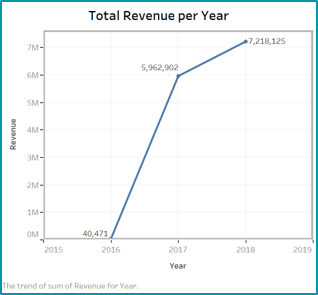 Total Revenue per Year
7M
7,218,125
6M
5,962,902
5M
4M
Revenue
3M
2M
1M
0M
40,471
2015 2016 2017 2018 2019
Year
The trend of sum of Revenue for Year.